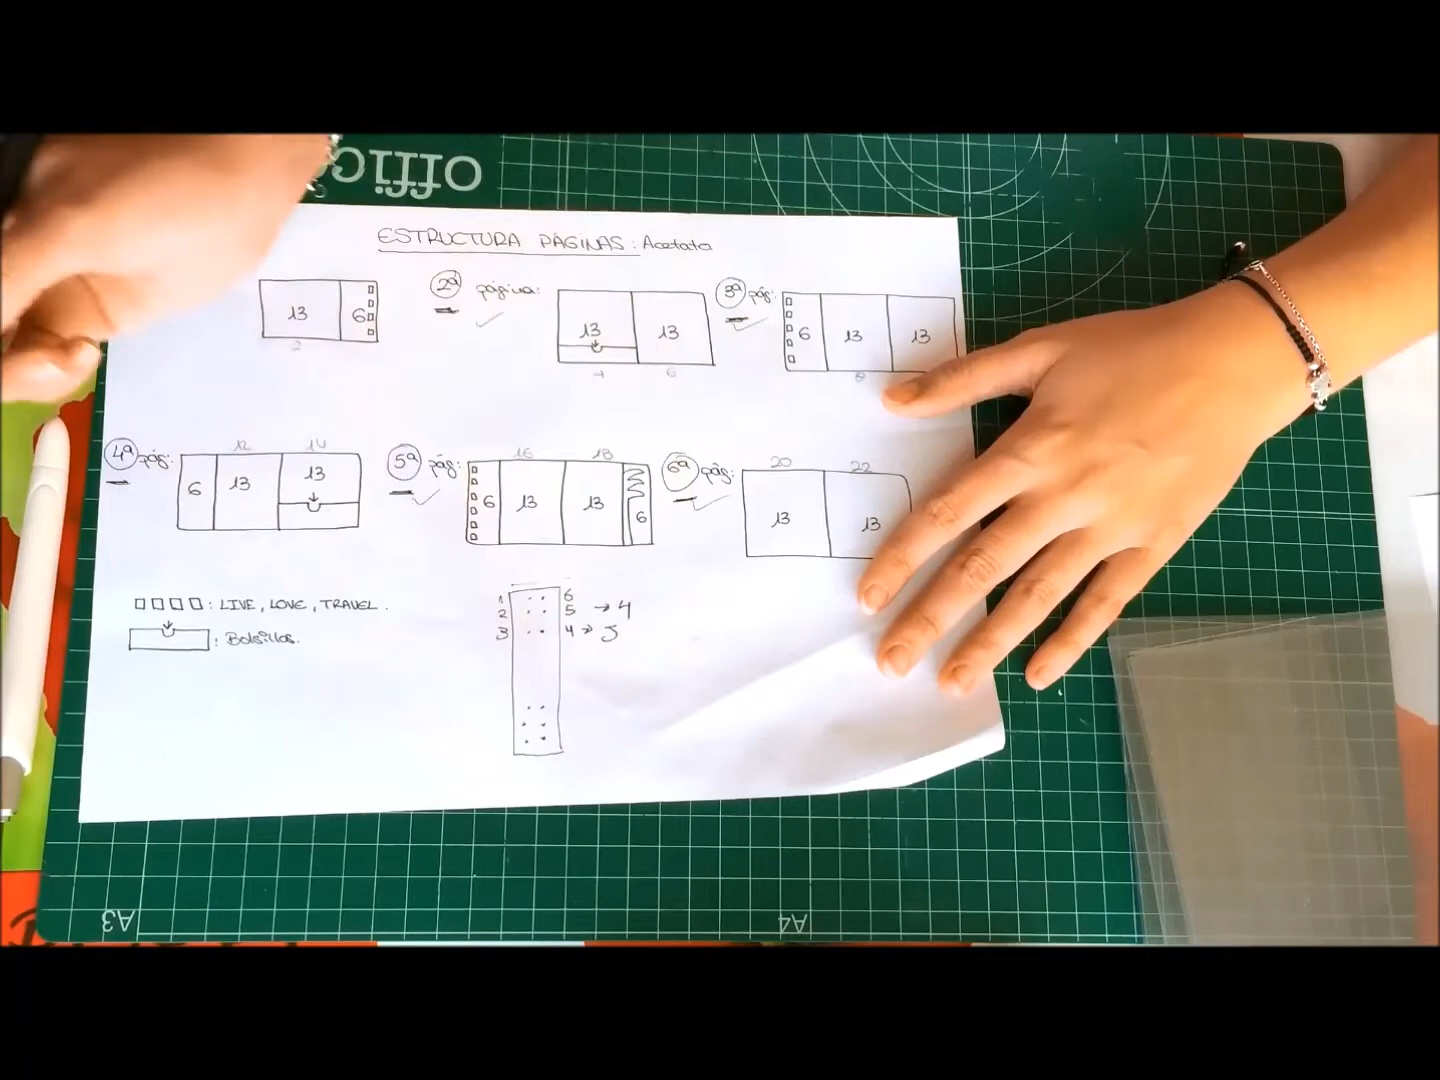 office
ESTRUCTURA PÁGINAS: Acetato
13 6
2
2ª página:
13 13
4 6
3ª pág:
6 13 13
8
4ª pág:
12 14
6 13 13
5ª pág:
16 18
6 13 13 6
6ª pág:
20 22
13 13
: LIVE, LOVE, TRAVEL.
: Bolsillos.
1 6
2 5 → 4
3 4 → 5
A3
A4